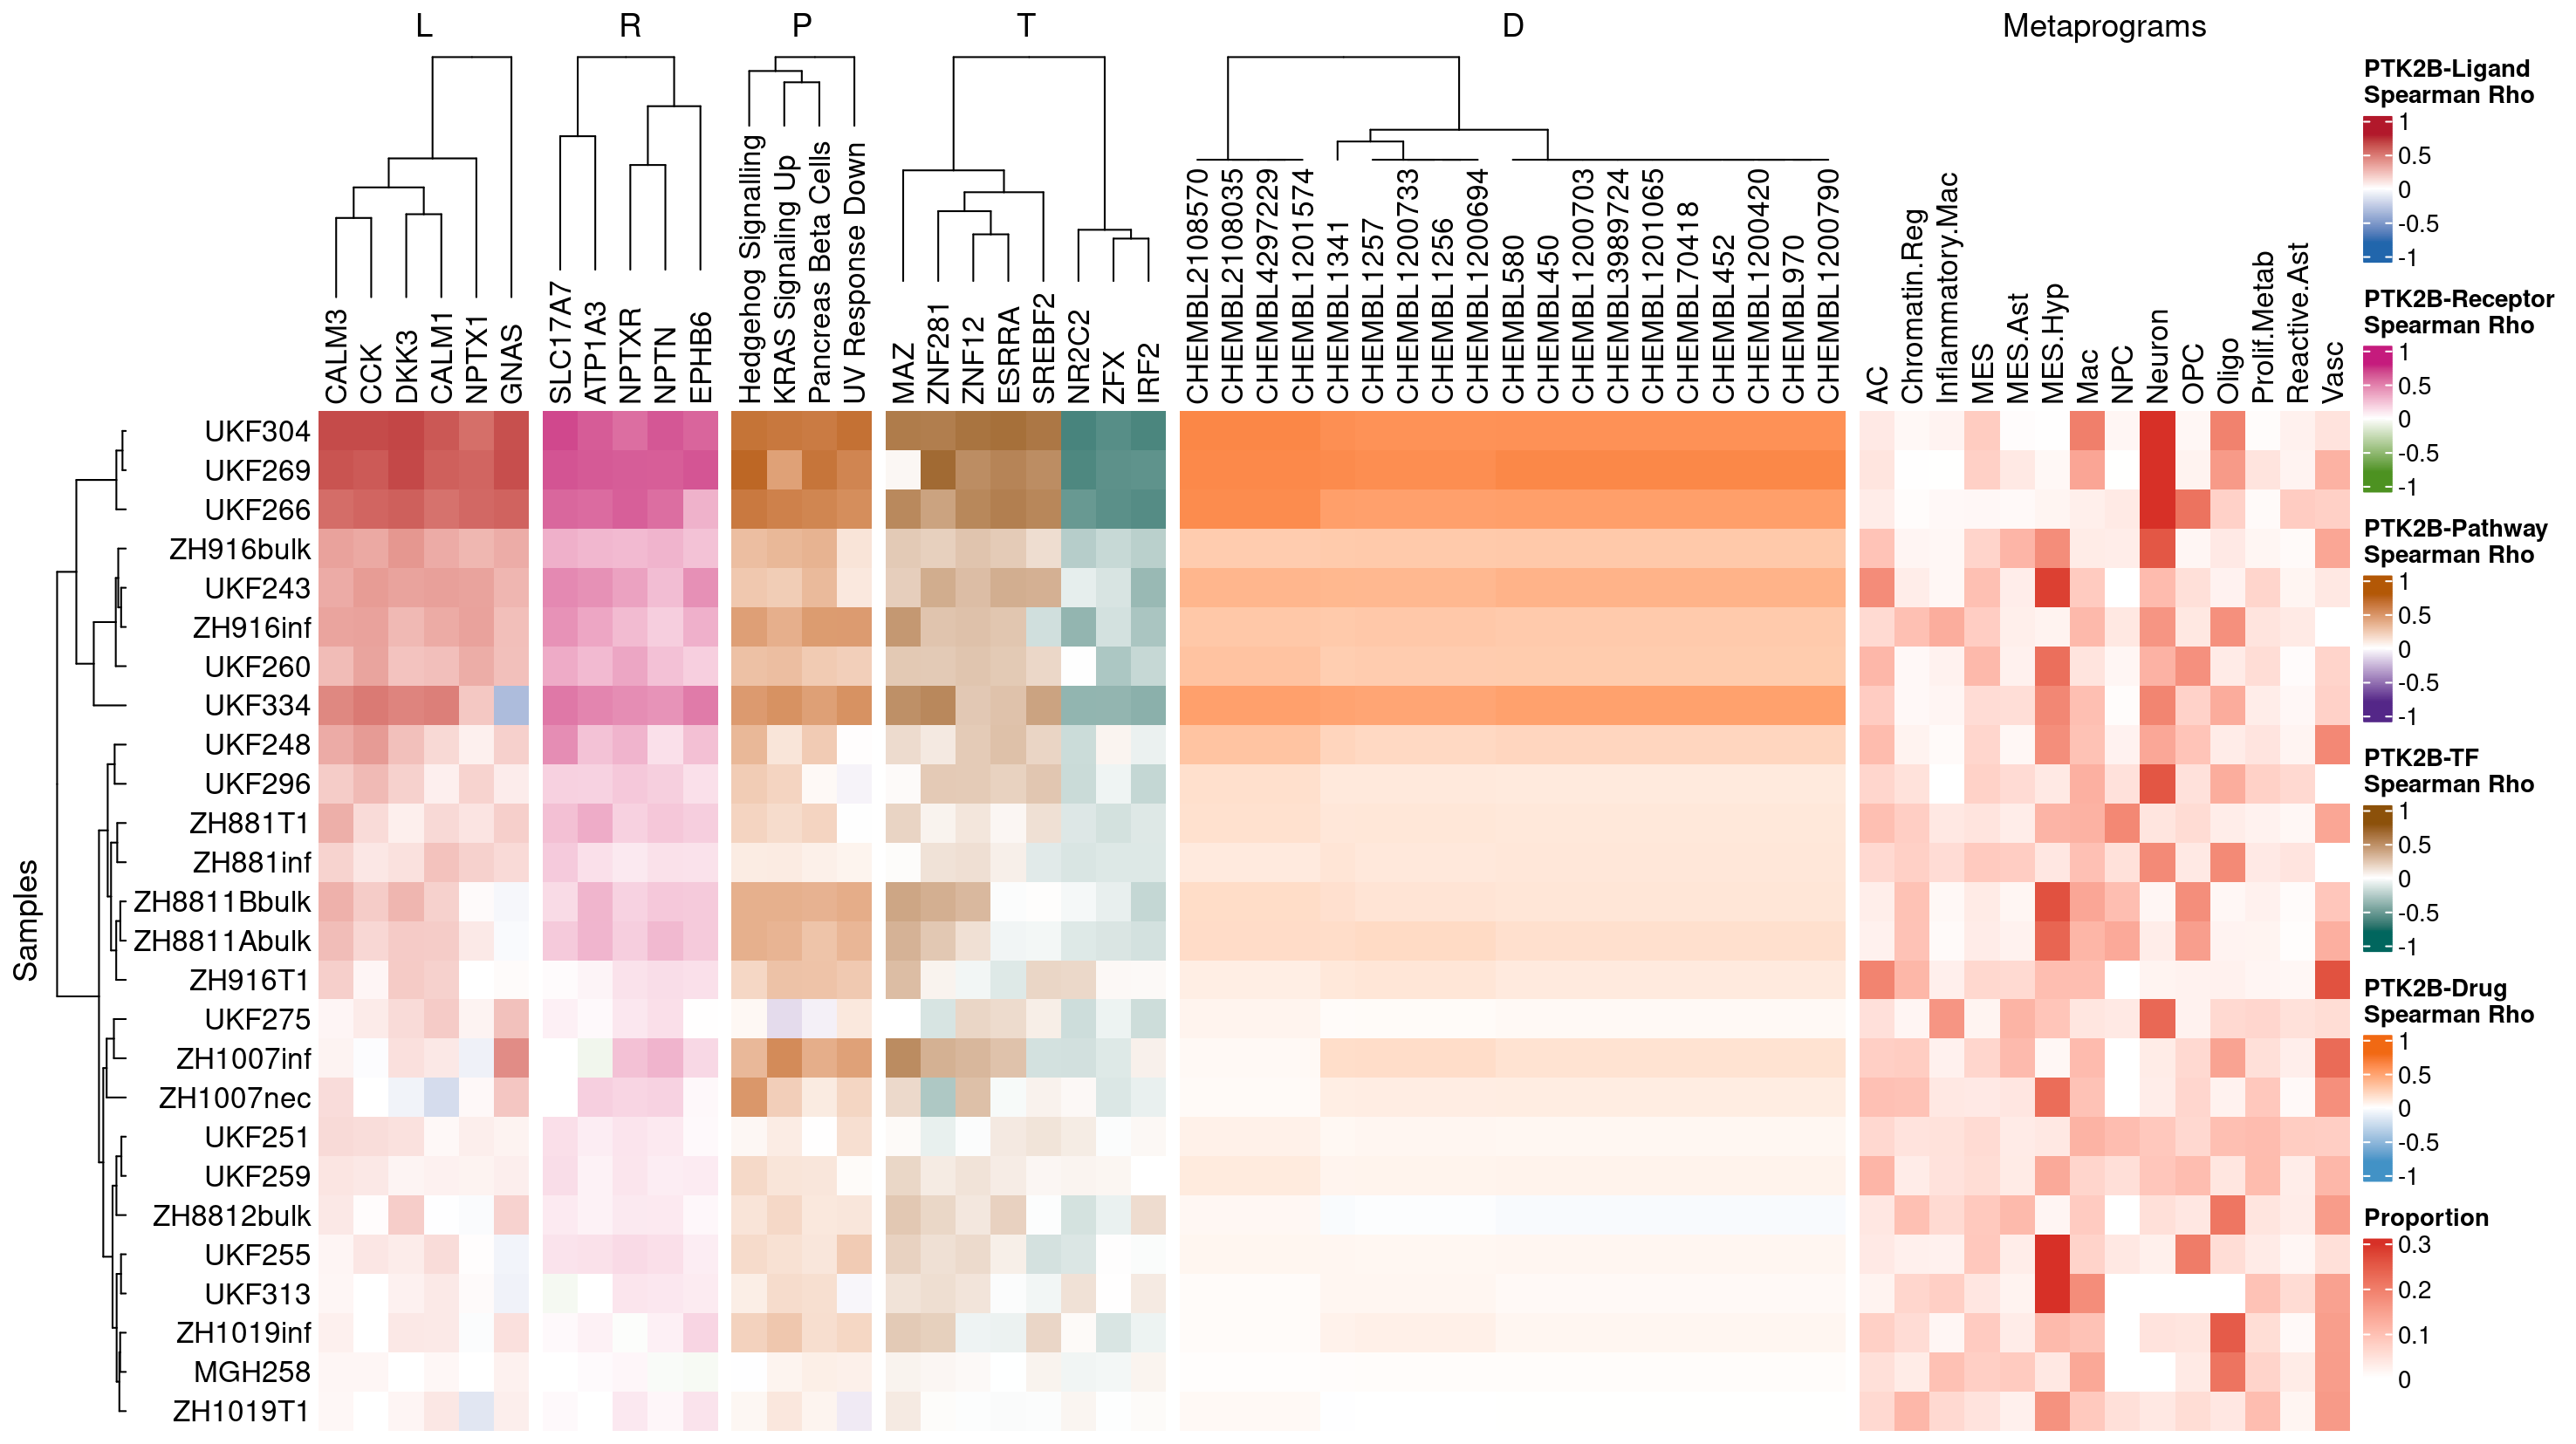 L R P T D Metaprograms
CALM3
CCK
DKK3
CALM1
NPTX1
GNAS
SLC17A7
ATP1A3
NPTXR
NPTN
EPHB6
Hedgehog Signalling
KRAS Signaling Up
Pancreas Beta Cells
UV Response Down
MAZ
ZNF281
ZNF12
ESRRA
SREBF2
NR2C2
ZFX
IRF2
CHEMBL2108570
CHEMBL2108035
CHEMBL4297229
CHEMBL1201574
CHEMBL1341
CHEMBL1257
CHEMBL1200733
CHEMBL1256
CHEMBL1200694
CHEMBL580
CHEMBL450
CHEMBL1200703
CHEMBL3989724
CHEMBL1201065
CHEMBL70418
CHEMBL452
CHEMBL1200420
CHEMBL970
CHEMBL1200790
AC
Chromatin.Reg
Inflammatory.Mac
MES
MES.Ast
MES.Hyp
Mac
NPC
Neuron
OPC
Oligo
Prolif.Metab
Reactive.Ast
Vasc
Samples
UKF304
UKF269
UKF266
ZH916bulk
UKF243
ZH916inf
UKF260
UKF334
UKF248
UKF296
ZH881T1
ZH881inf
ZH8811Bbulk
ZH8811Abulk
ZH916T1
UKF275
ZH1007inf
ZH1007nec
UKF251
UKF259
ZH8812bulk
UKF255
UKF313
ZH1019inf
MGH258
ZH1019T1
PTK2B-Ligand
Spearman Rho
1
0.5
0
-0.5
-1
PTK2B-Receptor
Spearman Rho
1
0.5
0
-0.5
-1
PTK2B-Pathway
Spearman Rho
1
0.5
0
-0.5
-1
PTK2B-TF
Spearman Rho
1
0.5
0
-0.5
-1
PTK2B-Drug
Spearman Rho
1
0.5
0
-0.5
-1
Proportion
0.3
0.2
0.1
0